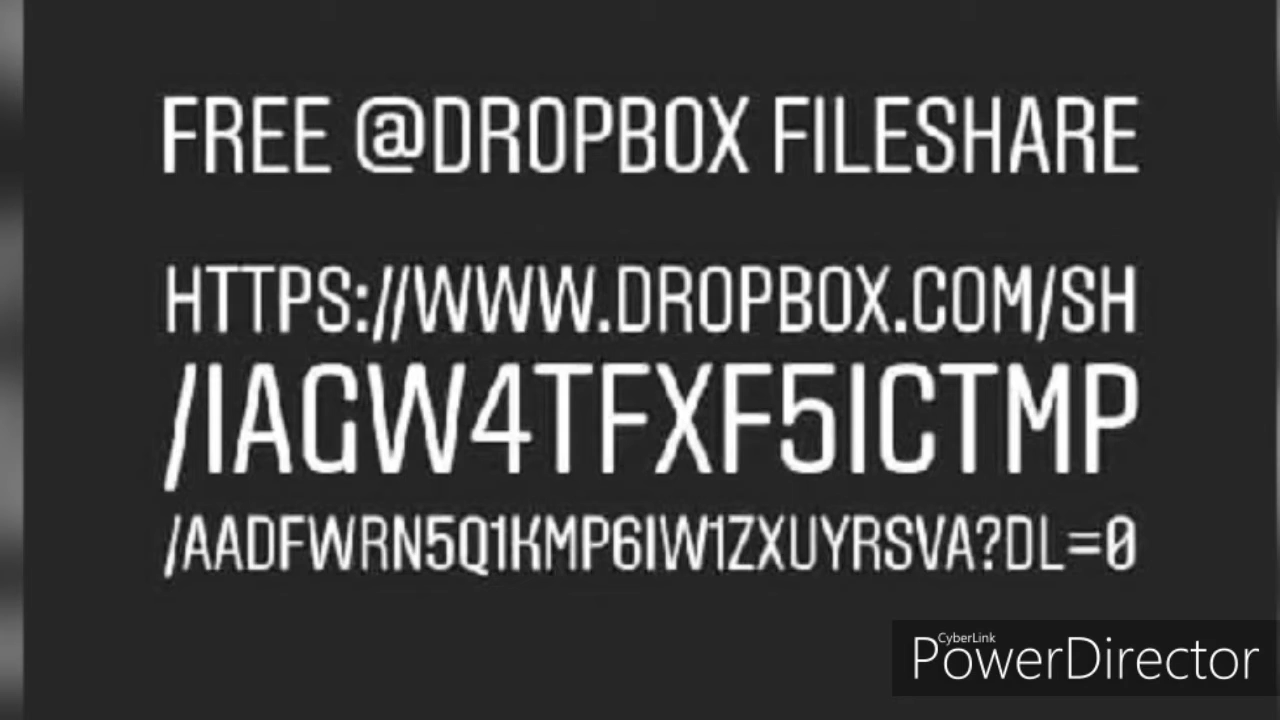 FREE @DROPBOX FILESHARE
HTTPS://WWW.DROPBOX.COM/SH
/IAGW4TFXF5ICTMP
/AADFWRN5Q1KMP6IW1ZXUYRSVA?DL=0
CyberLink
PowerDirector